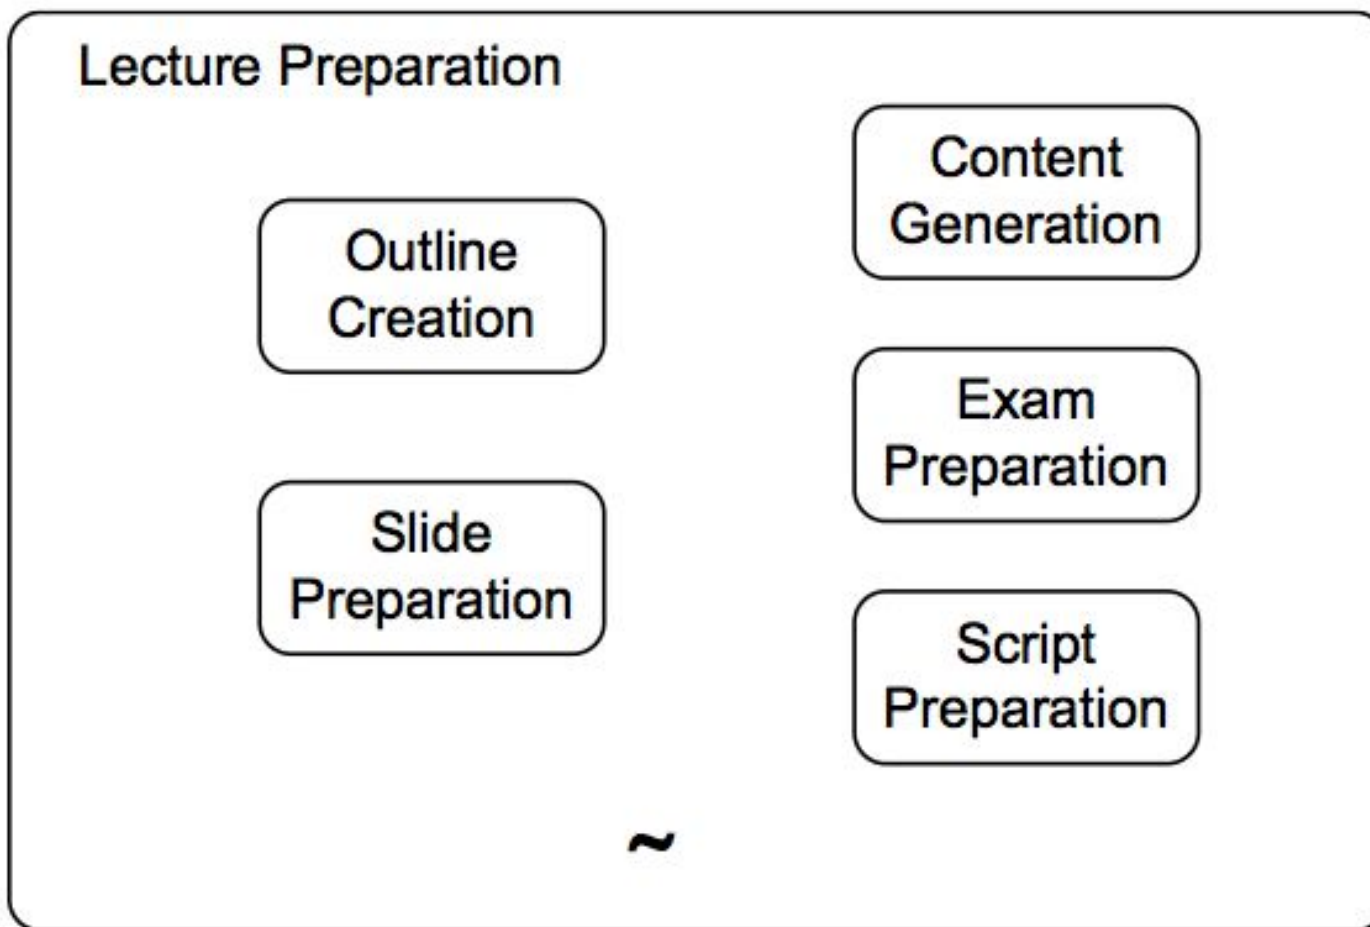 Lecture Preparation
Outline
Creation
Slide
Preparation
Content
Generation
Exam
Preparation
Script
Preparation
~